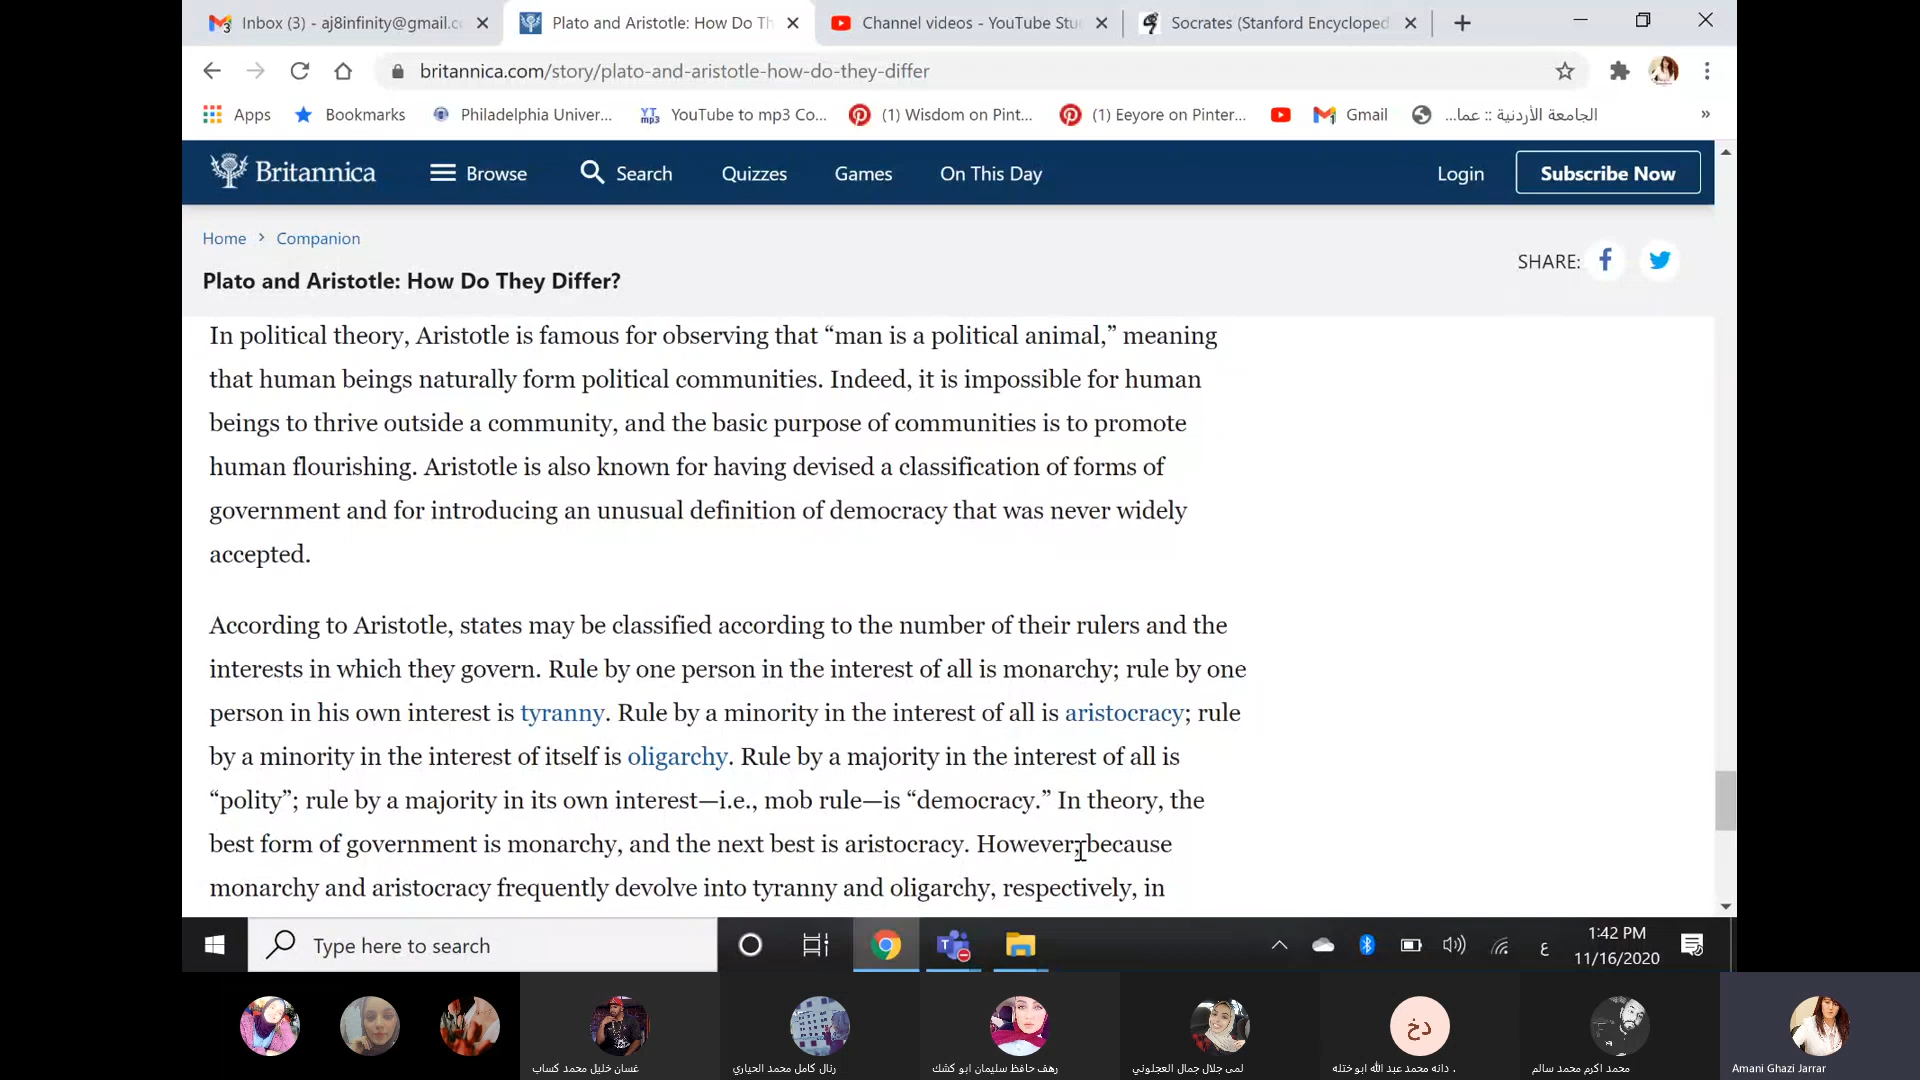 Inbox (3) - aj8infinity@gmail.c
Plato and Aristotle: How Do Th
Channel videos - YouTube Stu
Socrates (Stanford Encycloped
britannica.com/story/plato-and-aristotle-how-do-they-differ
Apps
Bookmarks
Philadelphia Univer...
YT mp3
YouTube to mp3 Co...
(1) Wisdom on Pint...
(1) Eeyore on Pinter...
Gmail
الجامعة الأردنية :: عما...
»
Britannica
Browse
Search
Quizzes
Games
On This Day
Login
Subscribe Now
Home > Companion
SHARE:
Plato and Aristotle: How Do They Differ?
In political theory, Aristotle is famous for observing that “man is a political animal,” meaning
that human beings naturally form political communities. Indeed, it is impossible for human
beings to thrive outside a community, and the basic purpose of communities is to promote
human flourishing. Aristotle is also known for having devised a classification of forms of
government and for introducing an unusual definition of democracy that was never widely
accepted.
According to Aristotle, states may be classified according to the number of their rulers and the
interests in which they govern. Rule by one person in the interest of all is monarchy; rule by one
person in his own interest is tyranny. Rule by a minority in the interest of all is aristocracy; rule
by a minority in the interest of itself is oligarchy. Rule by a majority in the interest of all is
“polity”; rule by a majority in its own interest—i.e., mob rule—is “democracy.” In theory, the
best form of government is monarchy, and the next best is aristocracy. However, because
monarchy and aristocracy frequently devolve into tyranny and oligarchy, respectively, in
Type here to search
ع
1:42 PM
11/16/2020
دخ
غسان خليل محمد كساب
رنال كامل محمد الحياري
رهف حافظ سليمان ابو كشك
لمى جلال جمال العجلوني
دانه محمد عبد الله ابوختله .
محمد اكرم محمد سالم
Amani Ghazi Jarrar